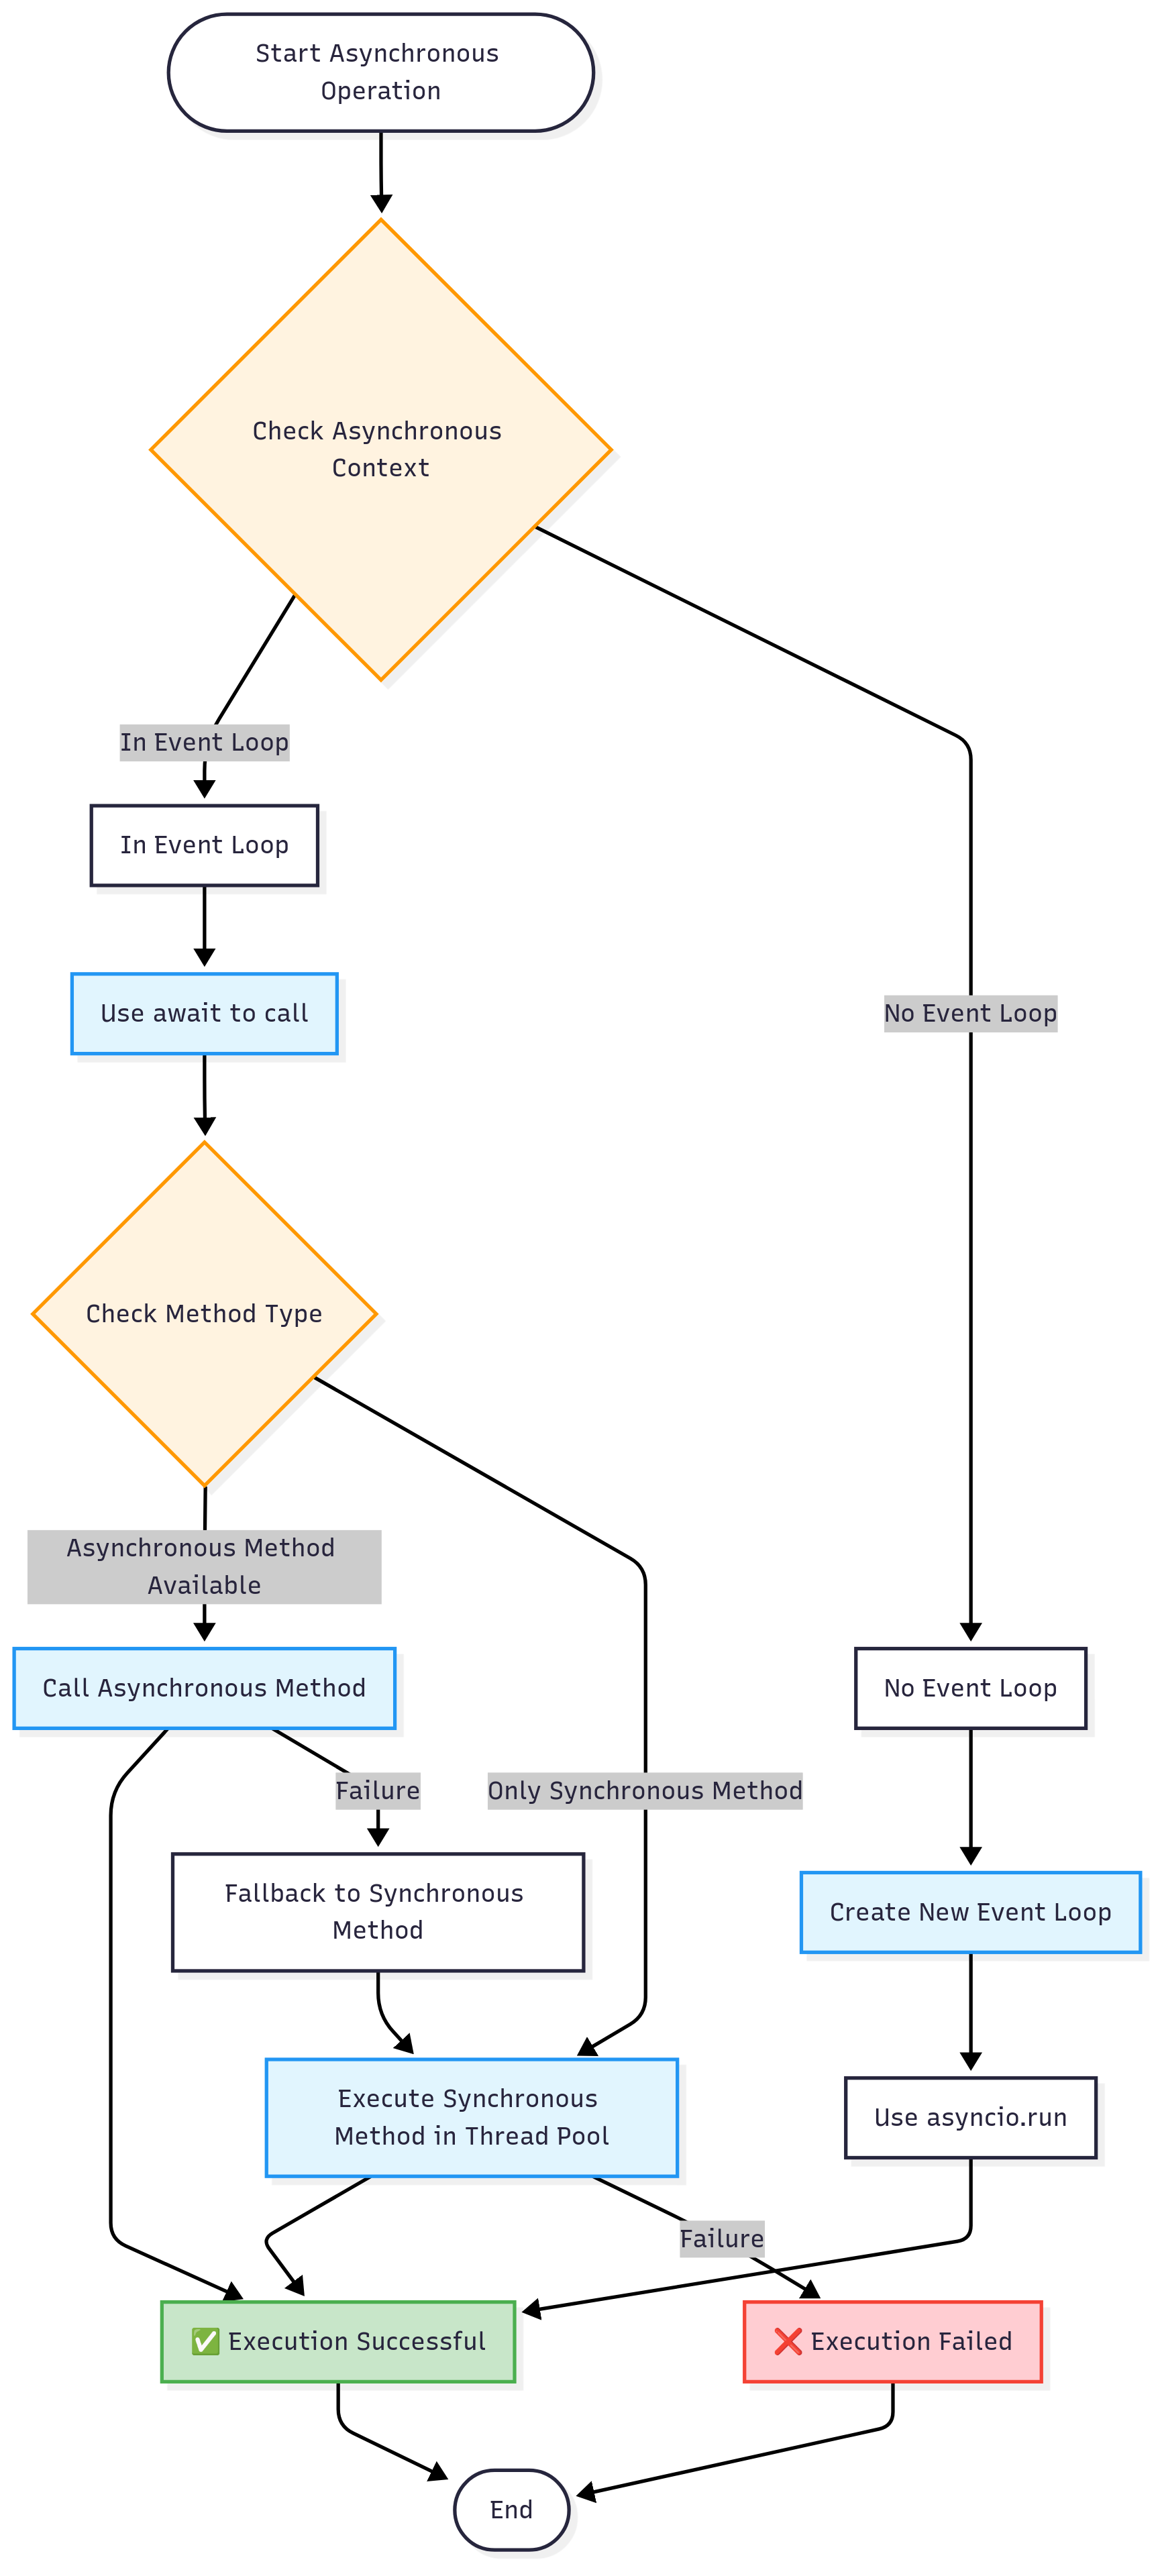 Start Asynchronous
Operation
Check Asynchronous
Context
In Event Loop
In Event Loop
Use await to call
No Event Loop
Check Method Type
Asynchronous Method
Available
Call Asynchronous Method
No Event Loop
Failure
Only Synchronous Method
Fallback to Synchronous
Method
Create New Event Loop
Execute Synchronous
Method in Thread Pool
Use asyncio.run
Failure
✅ Execution Successful
❌ Execution Failed
End